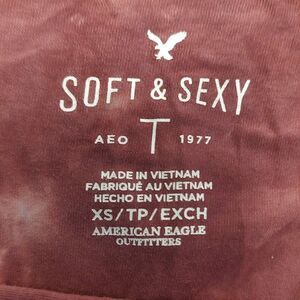 SOFT & SEXY
AEO T 1977
MADE IN VIETNAM
FABRIQUÉ AU VIETNAM
HECHO EN VIETNAM
XS/TP/EXCH
AMERICAN EAGLE
OUTFITTERS